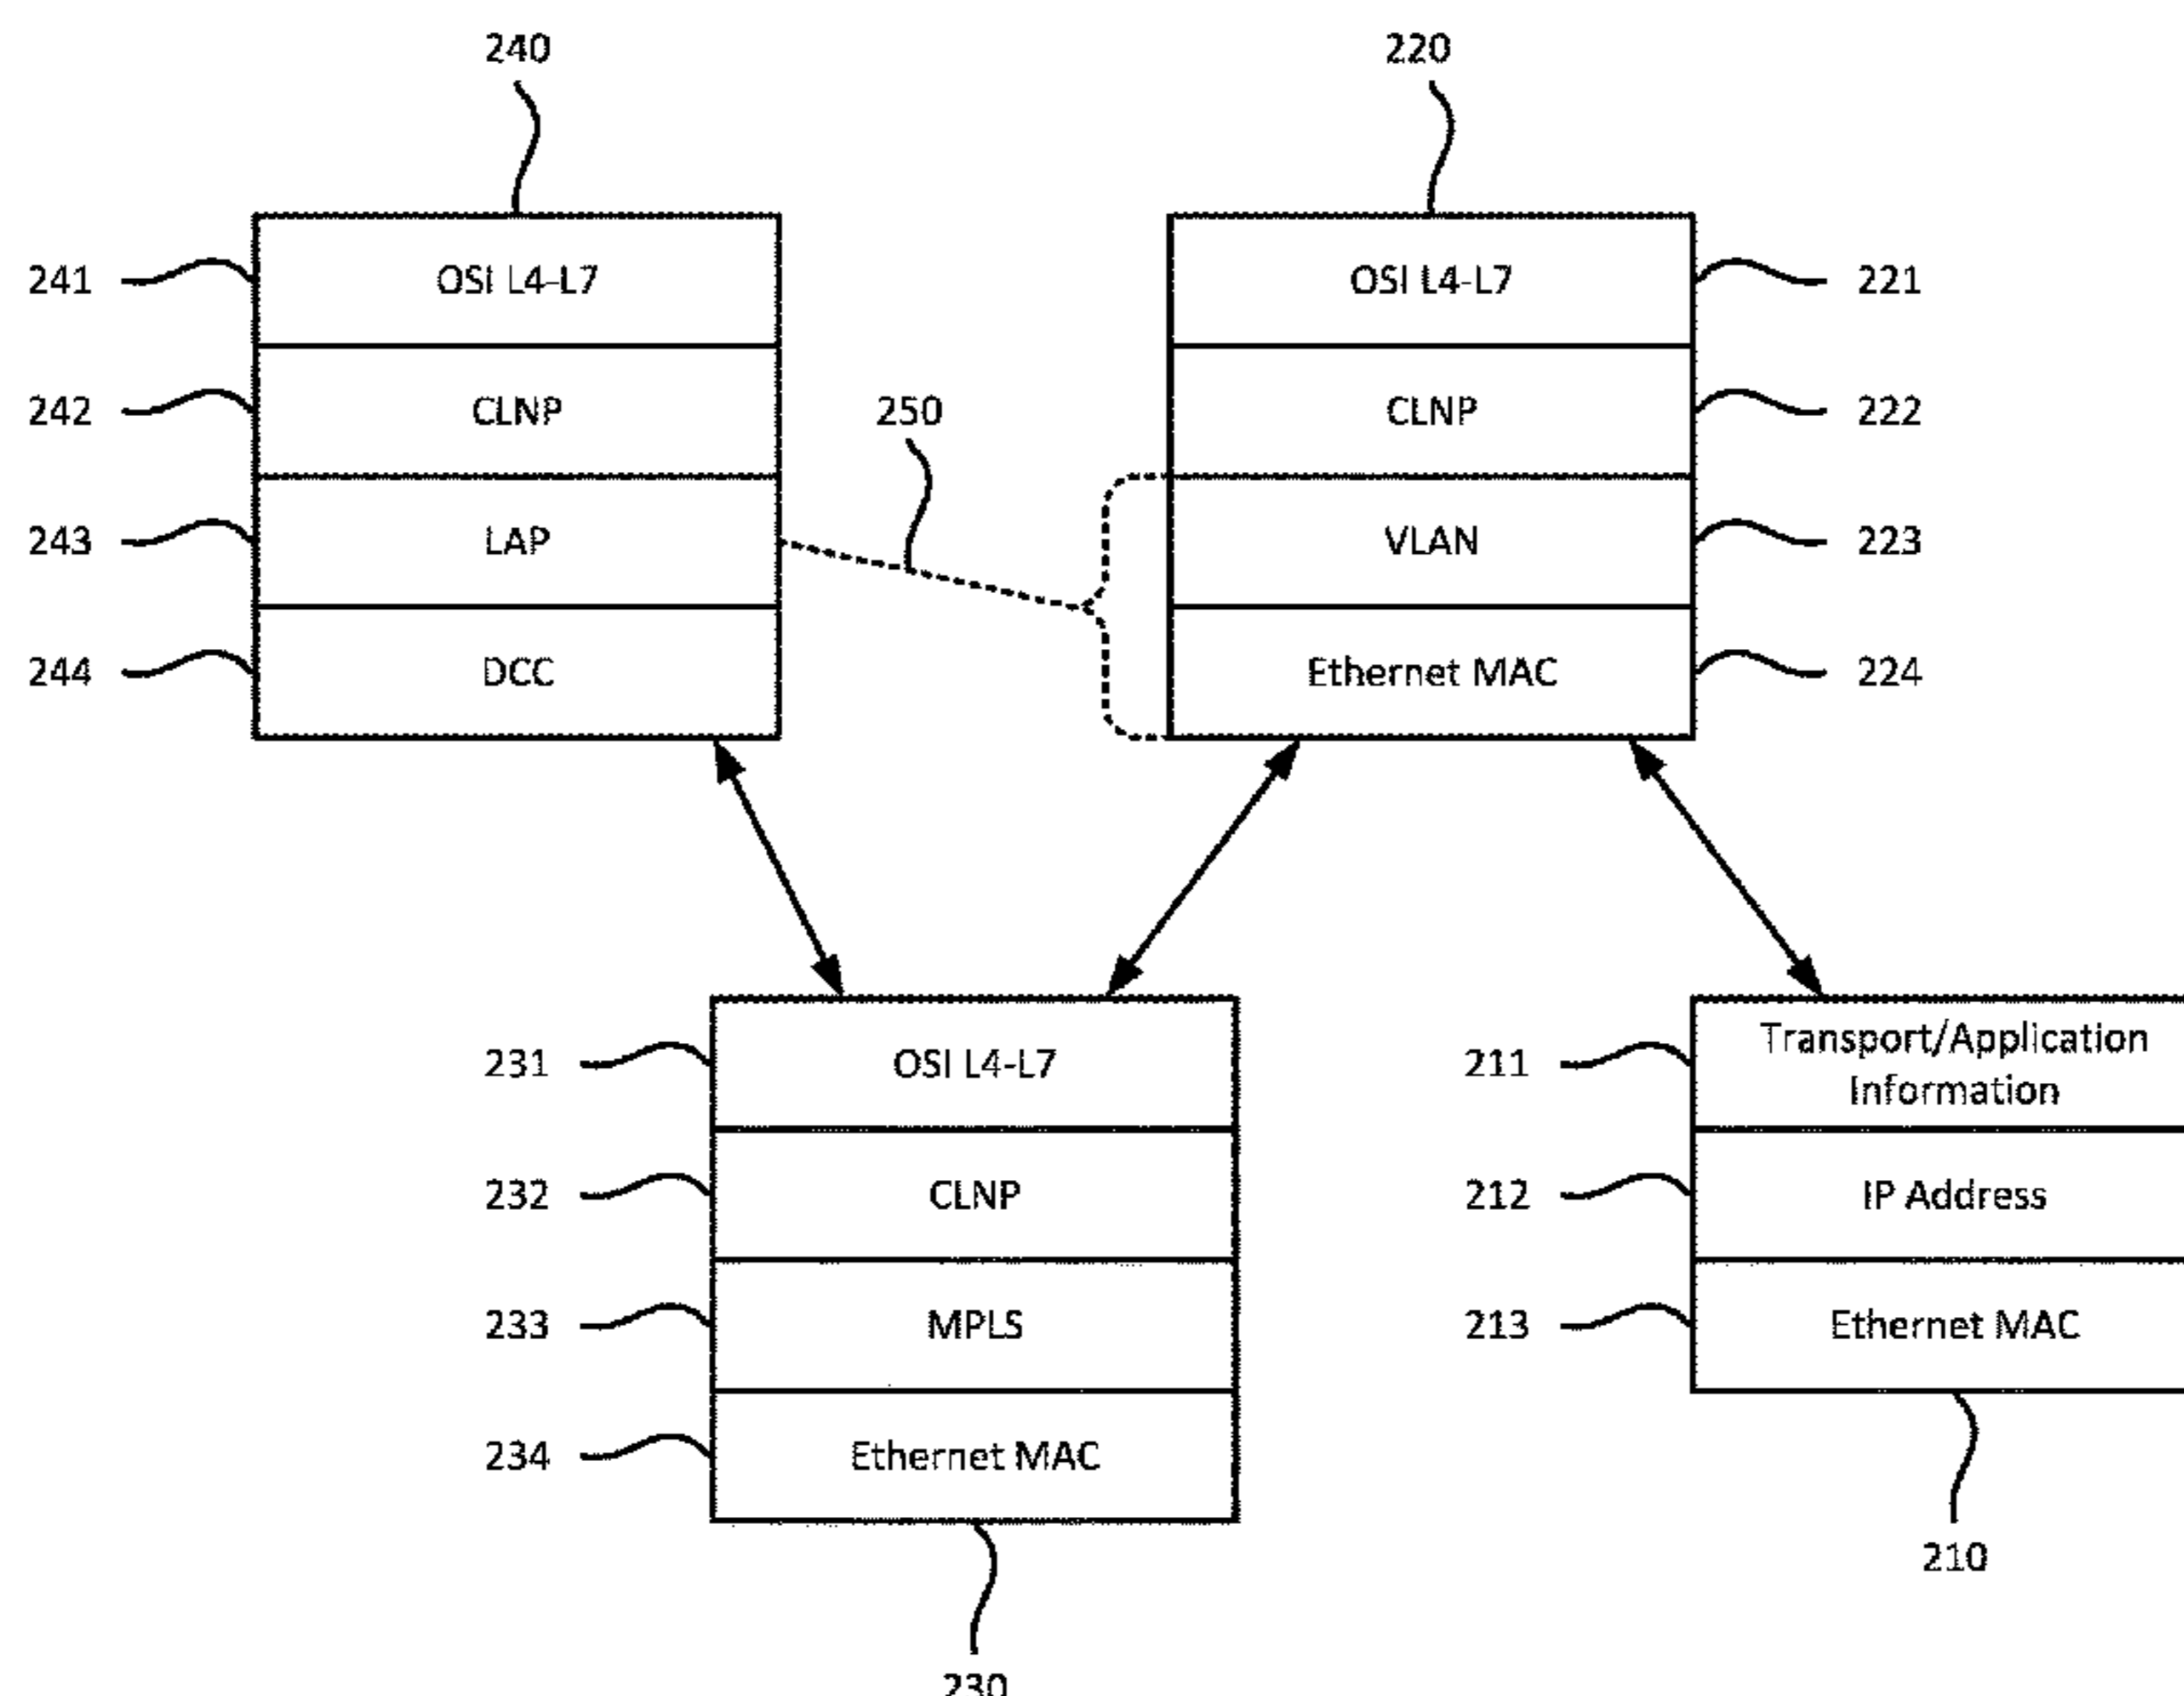 240
220
241
OSI L4-L7
OSI L4-L7
221
242
CLNP
250
CLNP
222
243
LAP
VLAN
223
244
DCC
Ethernet MAC
224
231
OSI L4-L7
211
Transport/Application
Information
232
CLNP
212
IP Address
233
MPLS
213
Ethernet MAC
234
Ethernet MAC
210
230